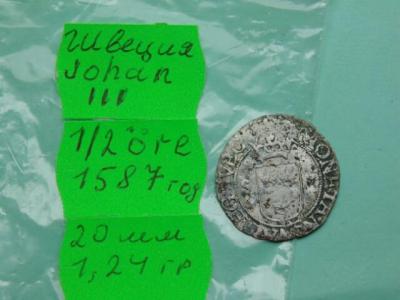 Швеция
Johan
III
1/2 öre
1587 год
20 мм
1,24 гр